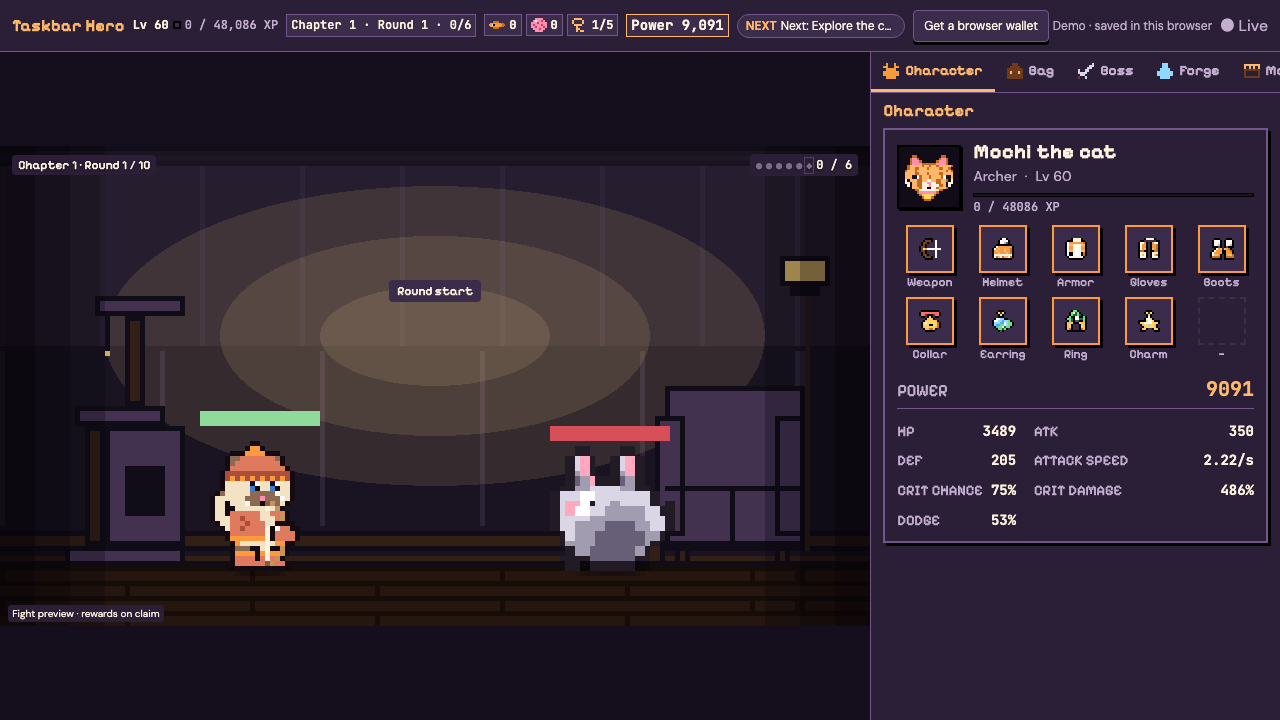 Taskbar Hero Lv 60 0 / 48,086 XP Chapter 1 · Round 1 · 0/6 0 0 1/5 Power 9,091 NEXT Next: Explore the c… Get a browser wallet Demo · saved in this browser Live
Character Bag Boss Forge
Character
Chapter 1 · Round 1 / 10
0 / 6
Round start
Fight preview · rewards on claim
Mochi the cat
Archer · Lv 60
0 / 48086 XP
Weapon Helmet Armor Gloves Boots
Collar Earring Ring Charm -
POWER 9091
HP 3489 ATK 350
DEF 205 ATTACK SPEED 2.22/s
CRIT CHANCE 75% CRIT DAMAGE 486%
DODGE 53%